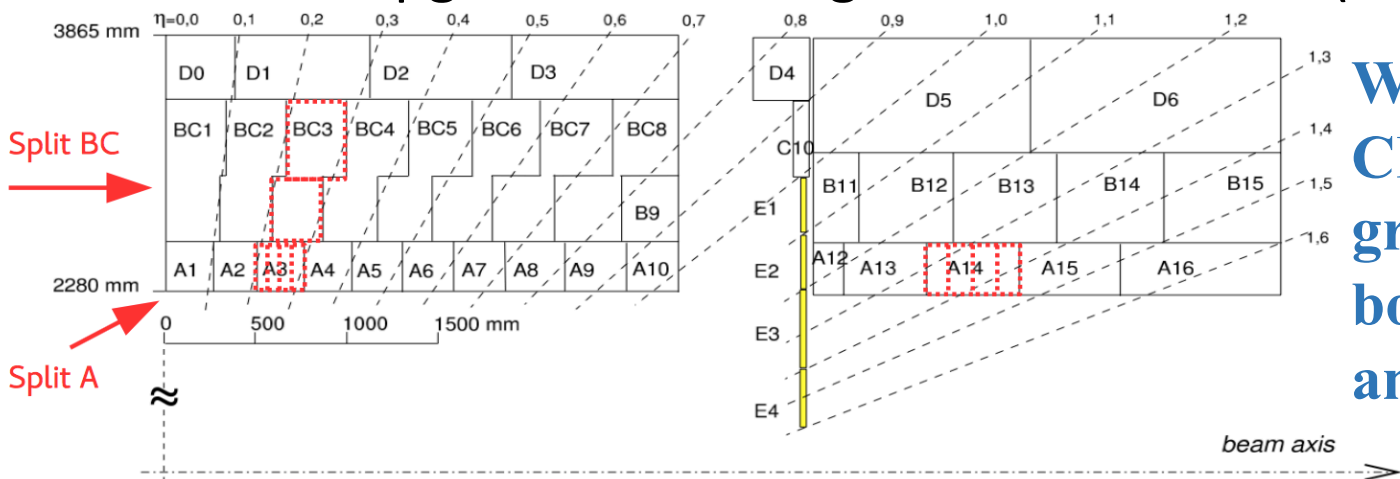 η=0,0 0,1 0,2 0,3 0,4 0,5 0,6 0,7 0,8 0,9 1,0 1,1 1,2
3865 mm
D0 D1 D2 D3 D4 D5 D6
1,3
BC1 BC2 BC3 BC4 BC5 BC6 BC7 BC8 C10
1,4
Split BC
B11 B12 B13 B14 B15
1,5
B9 E1
1,6
A1 A2 A3 A4 A5 A6 A7 A8 A9 A10 E2 A12 A13 A14 A15 A16
2280 mm
0 500 1000 1500 mm
E3
Split A
E4
beam axis